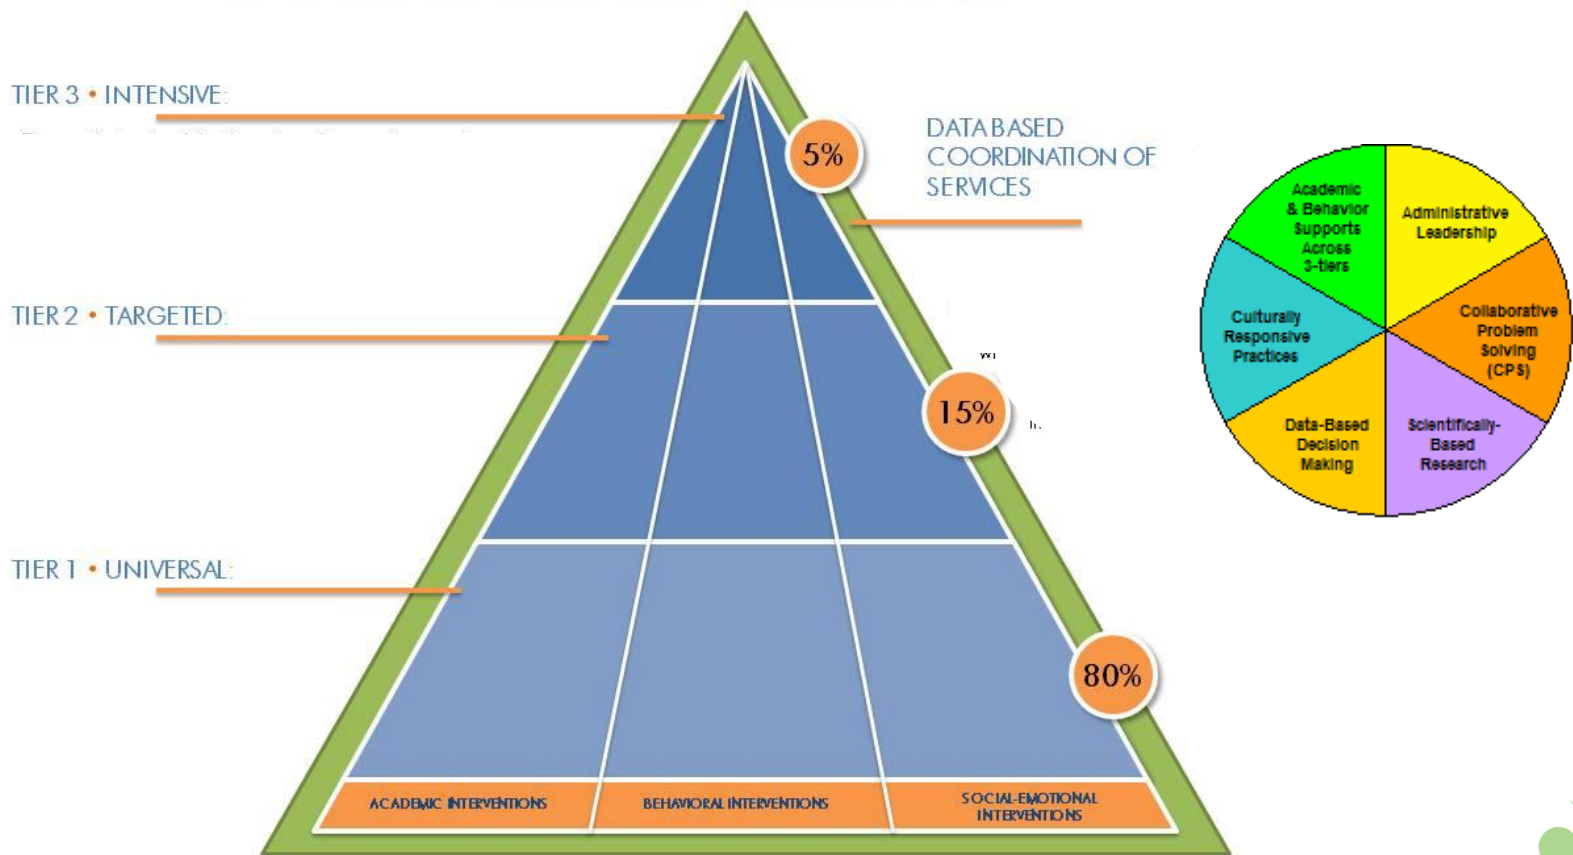 TIER 3 • INTENSIVE:
5%
DATA BASED
COORDINATION OF
SERVICES
TIER 2 • TARGETED:
15%
TIER 1 • UNIVERSAL:
80%
ACADEMIC INTERVENTIONS
BEHAVIORAL INTERVENTIONS
SOCIAL-EMOTIONAL
INTERVENTIONS
Academic
& Behavior
Supports
Across
3-tiers
Administrative
Leadership
Culturally
Responsive
Practices
Collaborative
Problem
Solving
(CPS)
Data-Based
Decision
Making
Scientifically-
Based
Research